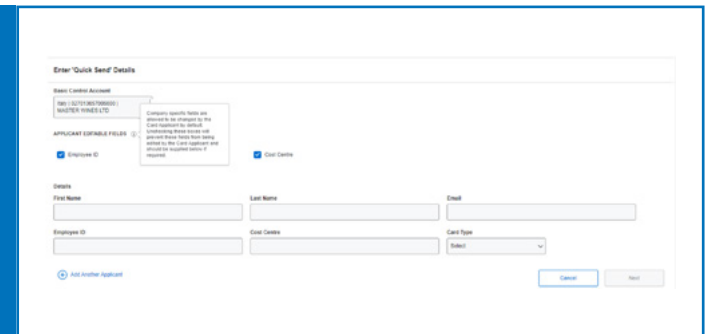 Enter 'Quick Send' Details
Basic Control Account
MASTER WINES LTD
Company specific fields are
allowed to be changed by the
Card Applicant by default.
Unchecking these boxes will
prevent these fields from being
edited by the Card Applicant and
should be supplied below if
required.
APPLICANT EDITABLE FIELDS
Employee ID
Cost Centre
Details
First Name
Last Name
Email
Employee ID
Cost Centre
Card Type
Select
Add Another Applicant
Cancel
Next